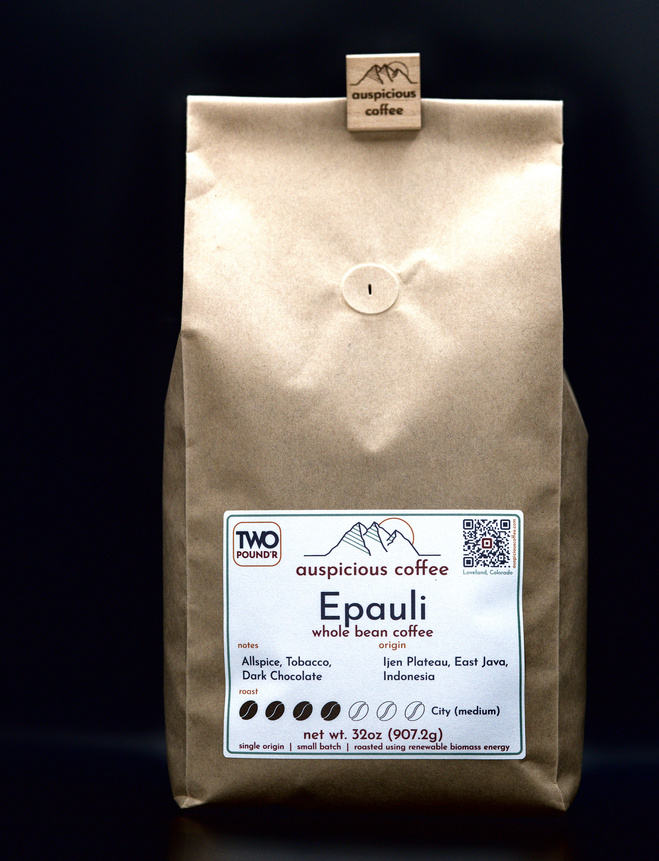 auspicious
coffee
TWO
POUND'R
auspicious coffee
Loveland, Colorado
Epauli
whole bean coffee
notes
Allspice, Tobacco,
Dark Chocolate
origin
Ijen Plateau, East Java,
Indonesia
roast
City (medium)
net wt. 32oz (907.2g)
single origin | small batch | roasted using renewable biomass energy